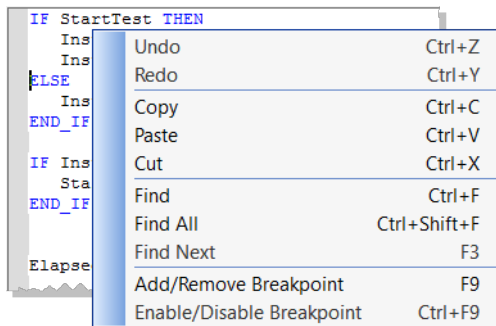 IF StartTest THEN
Ins
Ins
ELSE
Ins
END_IF
IF Ins
Sta
END_IF
Elapse
Undo Ctrl+Z
Redo Ctrl+Y
Copy Ctrl+C
Paste Ctrl+V
Cut Ctrl+X
Find Ctrl+F
Find All Ctrl+Shift+F
Find Next F3
Add/Remove Breakpoint F9
Enable/Disable Breakpoint Ctrl+F9